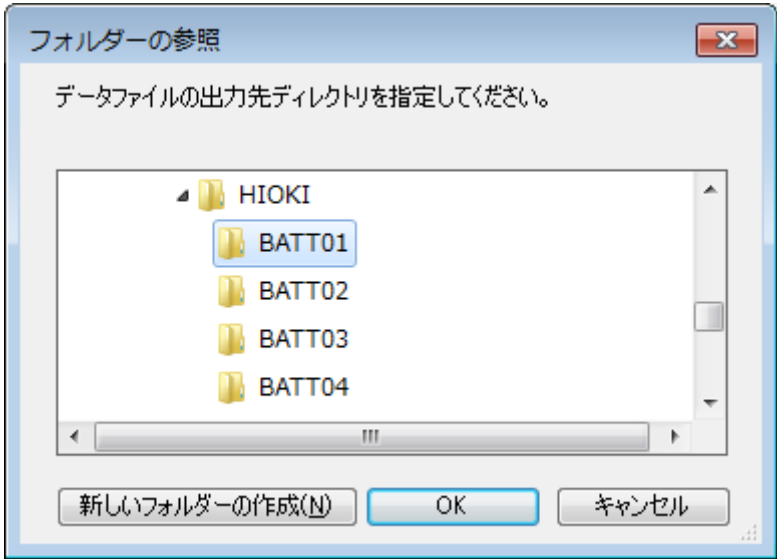 フォルダーの参照
データファイルの出力先ディレクトリを指定してください。
HIOKI
BATT01
BATT02
BATT03
BATT04
新しいフォルダーの作成(N) OK キャンセル